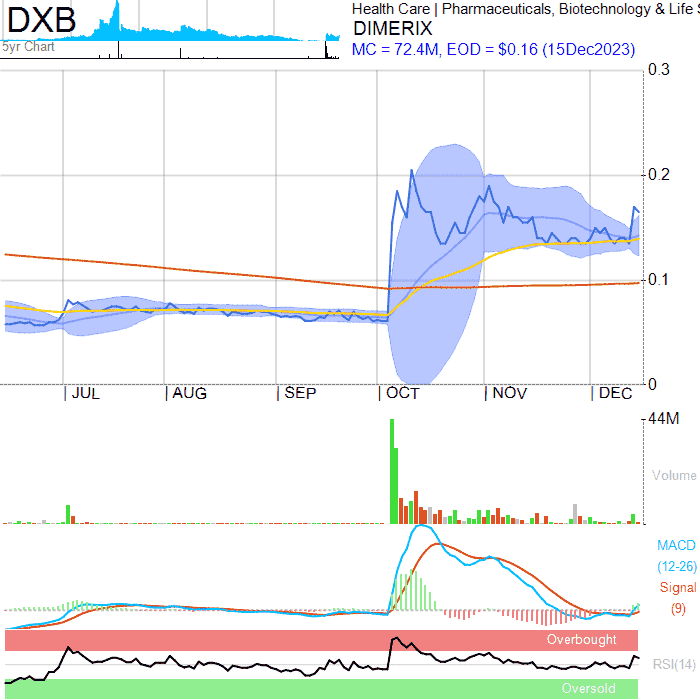 DXB
5yr Chart
Health Care | Pharmaceuticals, Biotechnology & Life S
DIMERIX
MC = 72.4M, EOD = $0.16 (15Dec2023)
0.3
0.2
0.1
0
| JUL | AUG | SEP | OCT | NOV | DEC
44M
Volume
MACD
(12-26)
Signal
(9)
Overbought
RSI(14)
Oversold